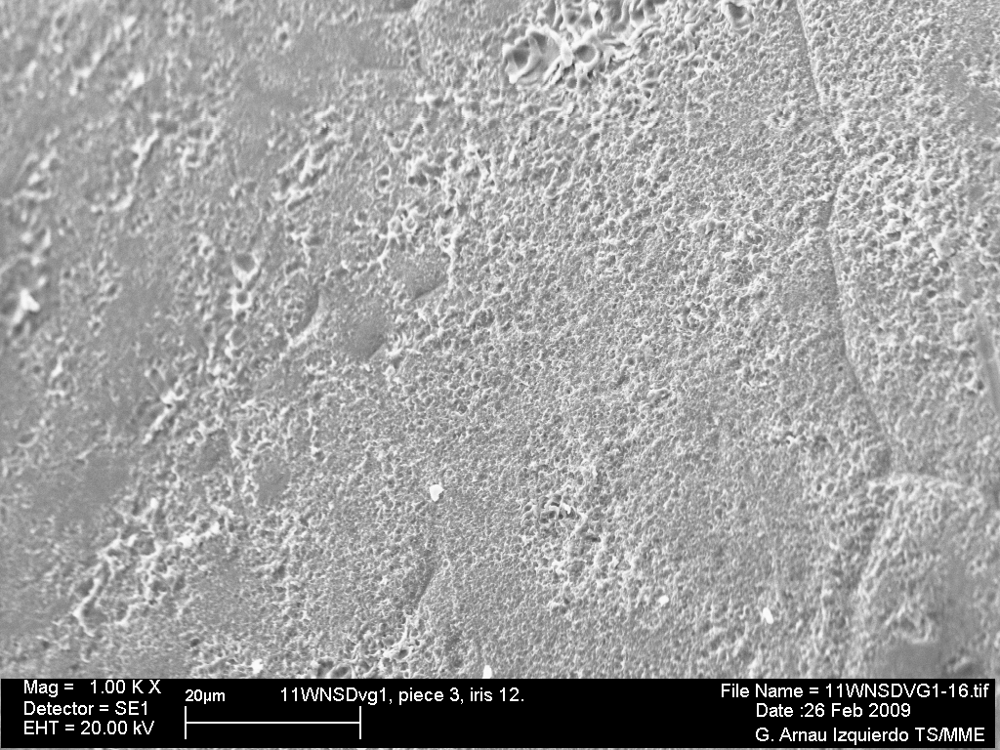 Mag = 1.00 K X
Detector = SE1
EHT = 20.00 kV
20µm
11WNSDvg1, piece 3, iris 12.
File Name = 11WNSDVG1-16.tif
Date :26 Feb 2009
G. Arnau Izquierdo TS/MME